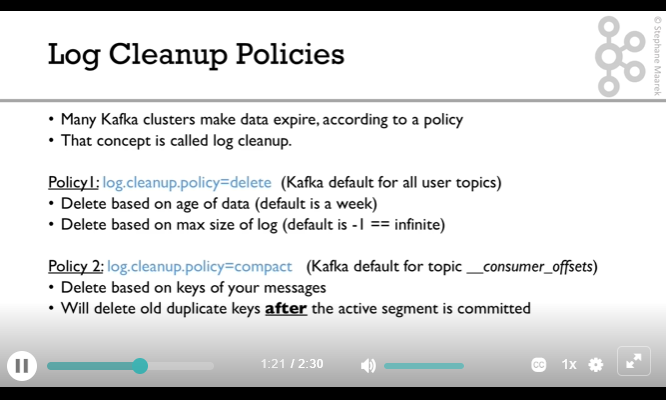 Log Cleanup Policies
© Stephane Maarek
• Many Kafka clusters make data expire, according to a policy
• That concept is called log cleanup.
Policy1: log.cleanup.policy=delete (Kafka default for all user topics)
• Delete based on age of data (default is a week)
• Delete based on max size of log (default is -1 == infinite)
Policy 2: log.cleanup.policy=compact (Kafka default for topic __consumer_offsets)
• Delete based on keys of your messages
• Will delete old duplicate keys after the active segment is committed
1:21 / 2:30
CC
1x